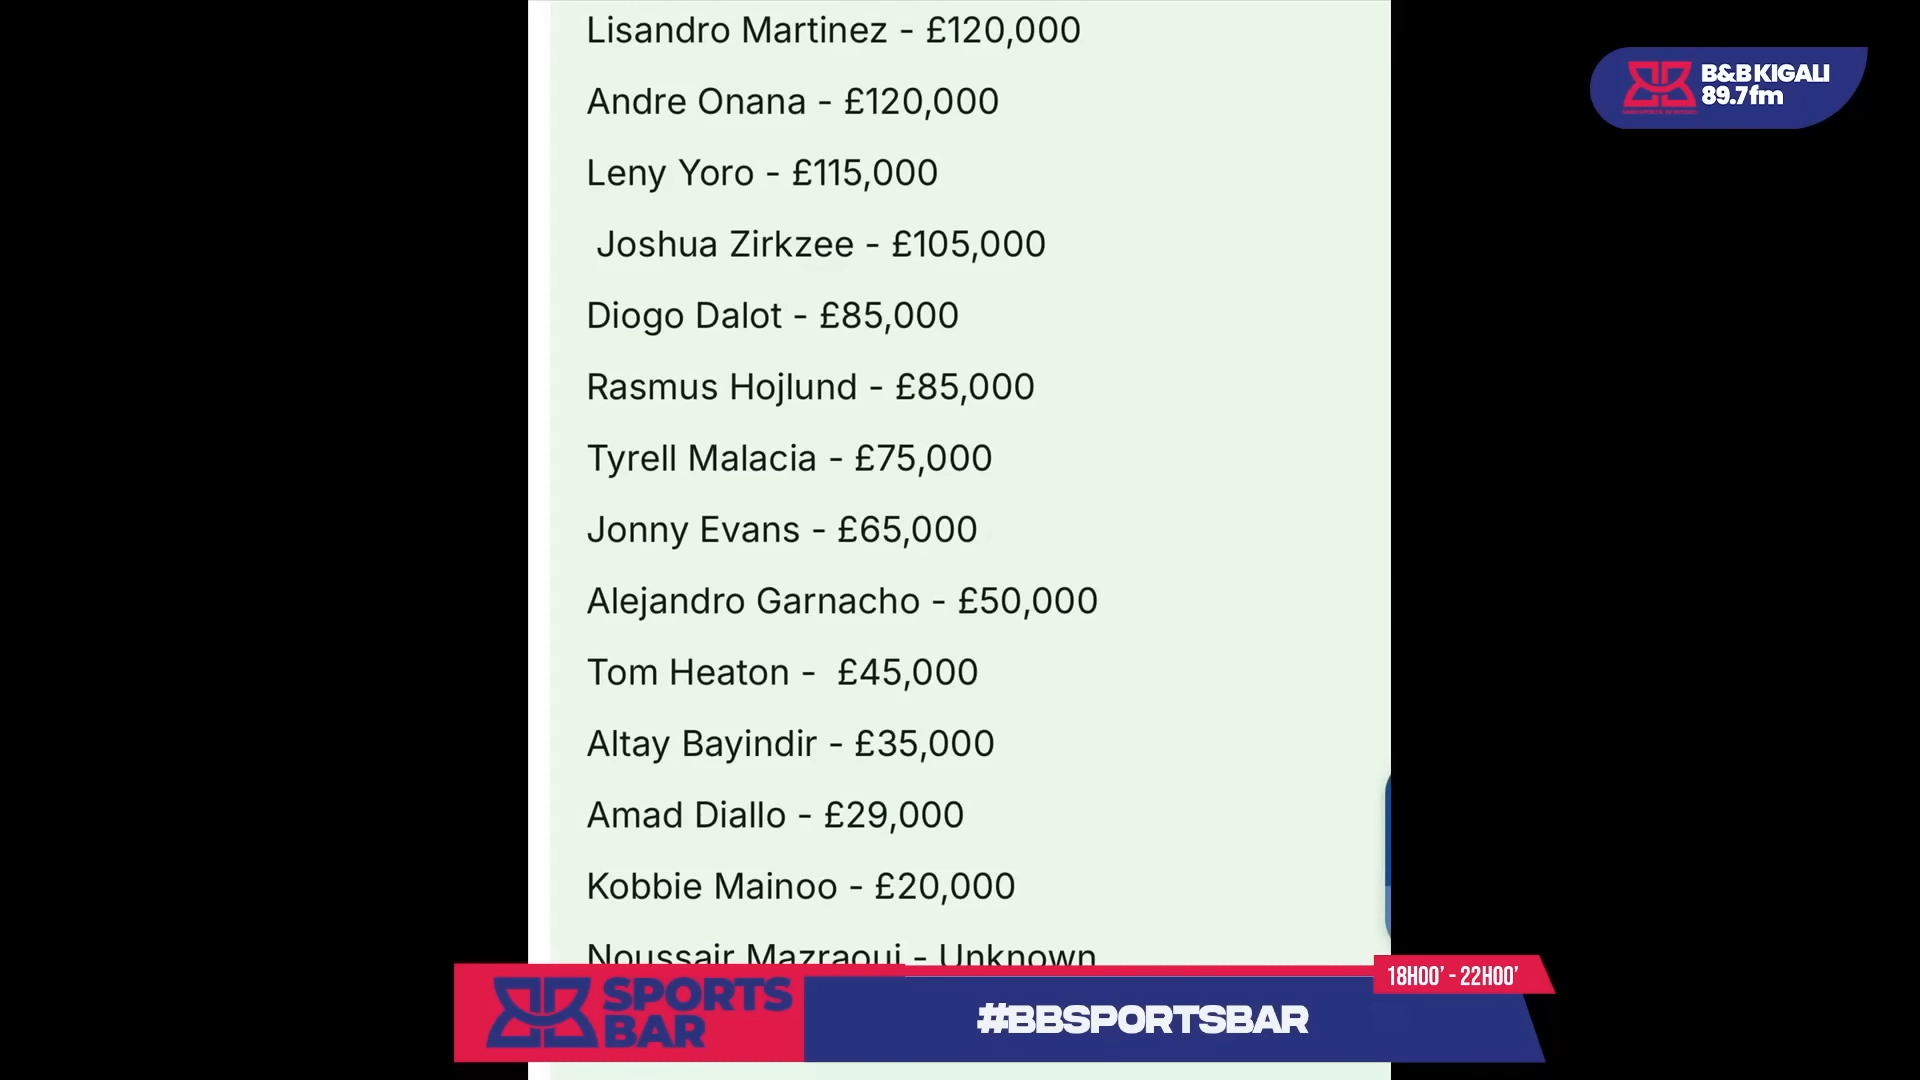 Lisandro Martinez - £120,000
B&B KIGALI
89.7fm
Andre Onana - £120,000
Leny Yoro - £115,000
Joshua Zirkzee - £105,000
Diogo Dalot - £85,000
Rasmus Hojlund - £85,000
Tyrell Malacia - £75,000
Jonny Evans - £65,000
Alejandro Garnacho - £50,000
Tom Heaton - £45,000
Altay Bayindir - £35,000
Amad Diallo - £29,000
Kobbie Mainoo - £20,000
Noussair Mazraoui - Unknown
18H00' - 22H00'
SPORTS
BAR
#BBSPORTSBAR